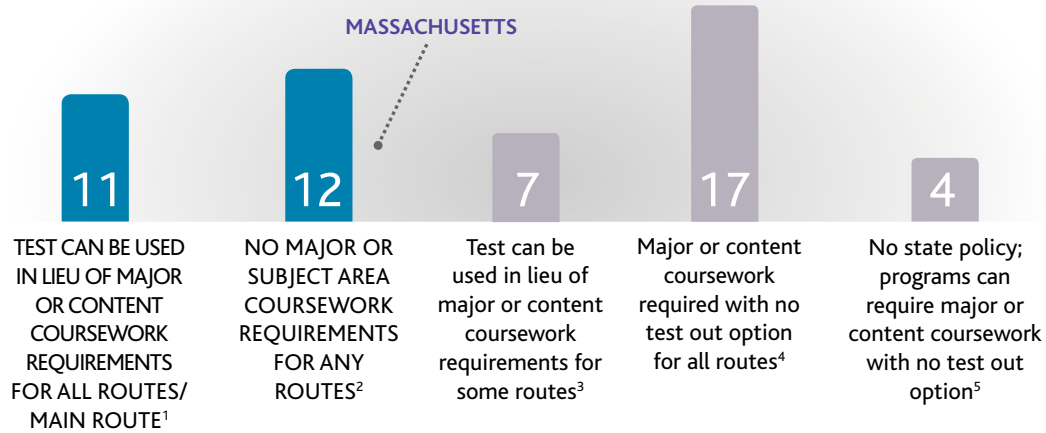 MASSACHUSETTS
11
12
7
17
4
TEST CAN BE USED
IN LIEU OF MAJOR
OR CONTENT
COURSEWORK
REQUIREMENTS
FOR ALL ROUTES/
MAIN ROUTE¹
NO MAJOR OR
SUBJECT AREA
COURSEWORK
REQUIREMENTS
FOR ANY
ROUTES²
Test can be
used in lieu of
major or content
coursework
requirements for
some routes³
Major or content
coursework
required with no
test out option
for all routes⁴
No state policy;
programs can
require major or
content coursework
with no test out
option⁵